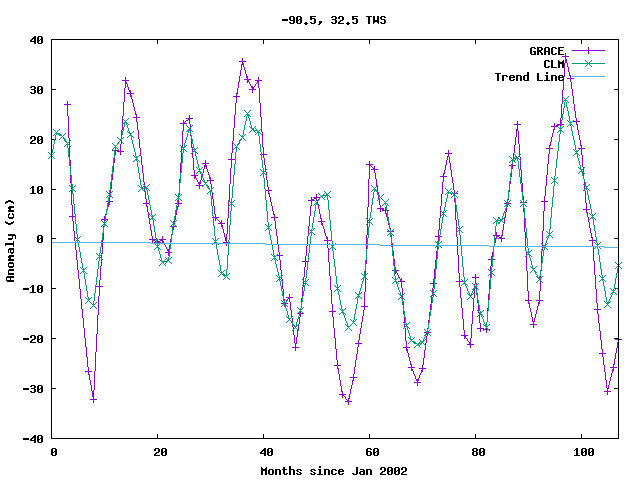 -90.5, 32.5 TWS
GRACE
CLM
Trend Line
40
30
20
10
0
-10
-20
-30
-40
Anomaly (cm)
0 20 40 60 80 100
Months since Jan 2002